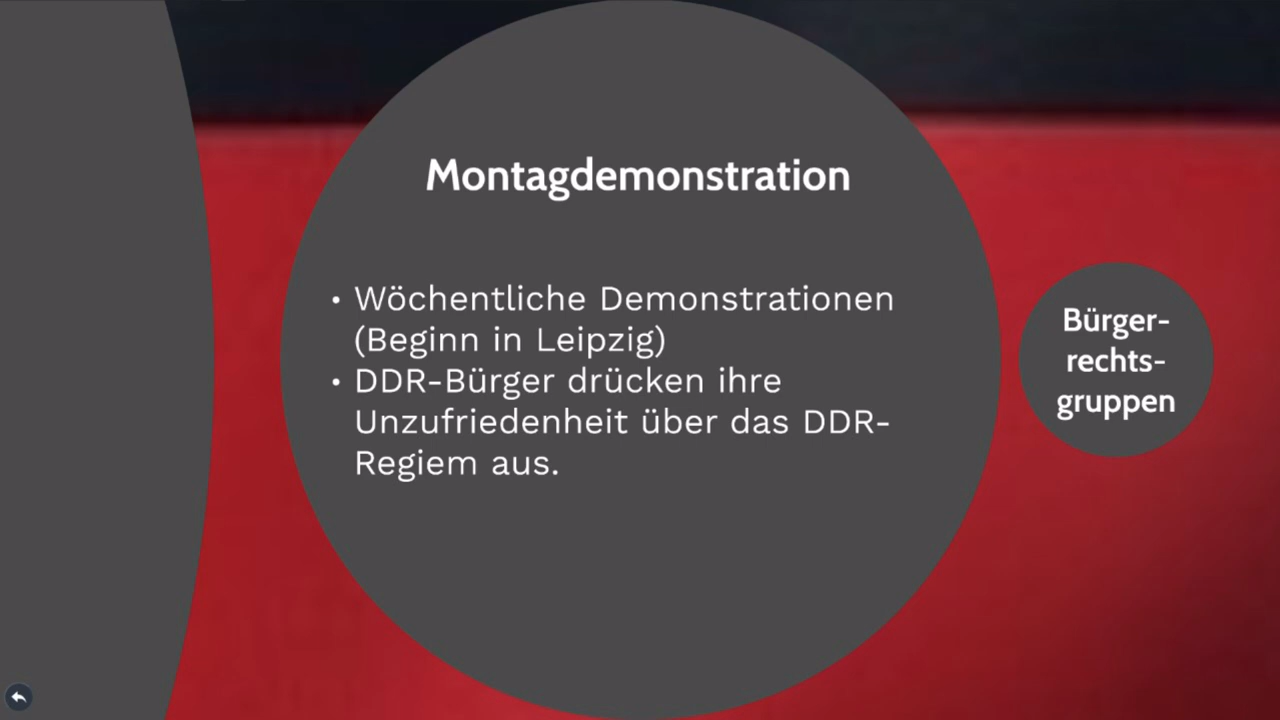 Montagdemonstration
• Wöchentliche Demonstrationen
(Beginn in Leipzig)
• DDR-Bürger drücken ihre
Unzufriedenheit über das DDR-
Regiem aus.
Bürger-
rechts-
gruppen